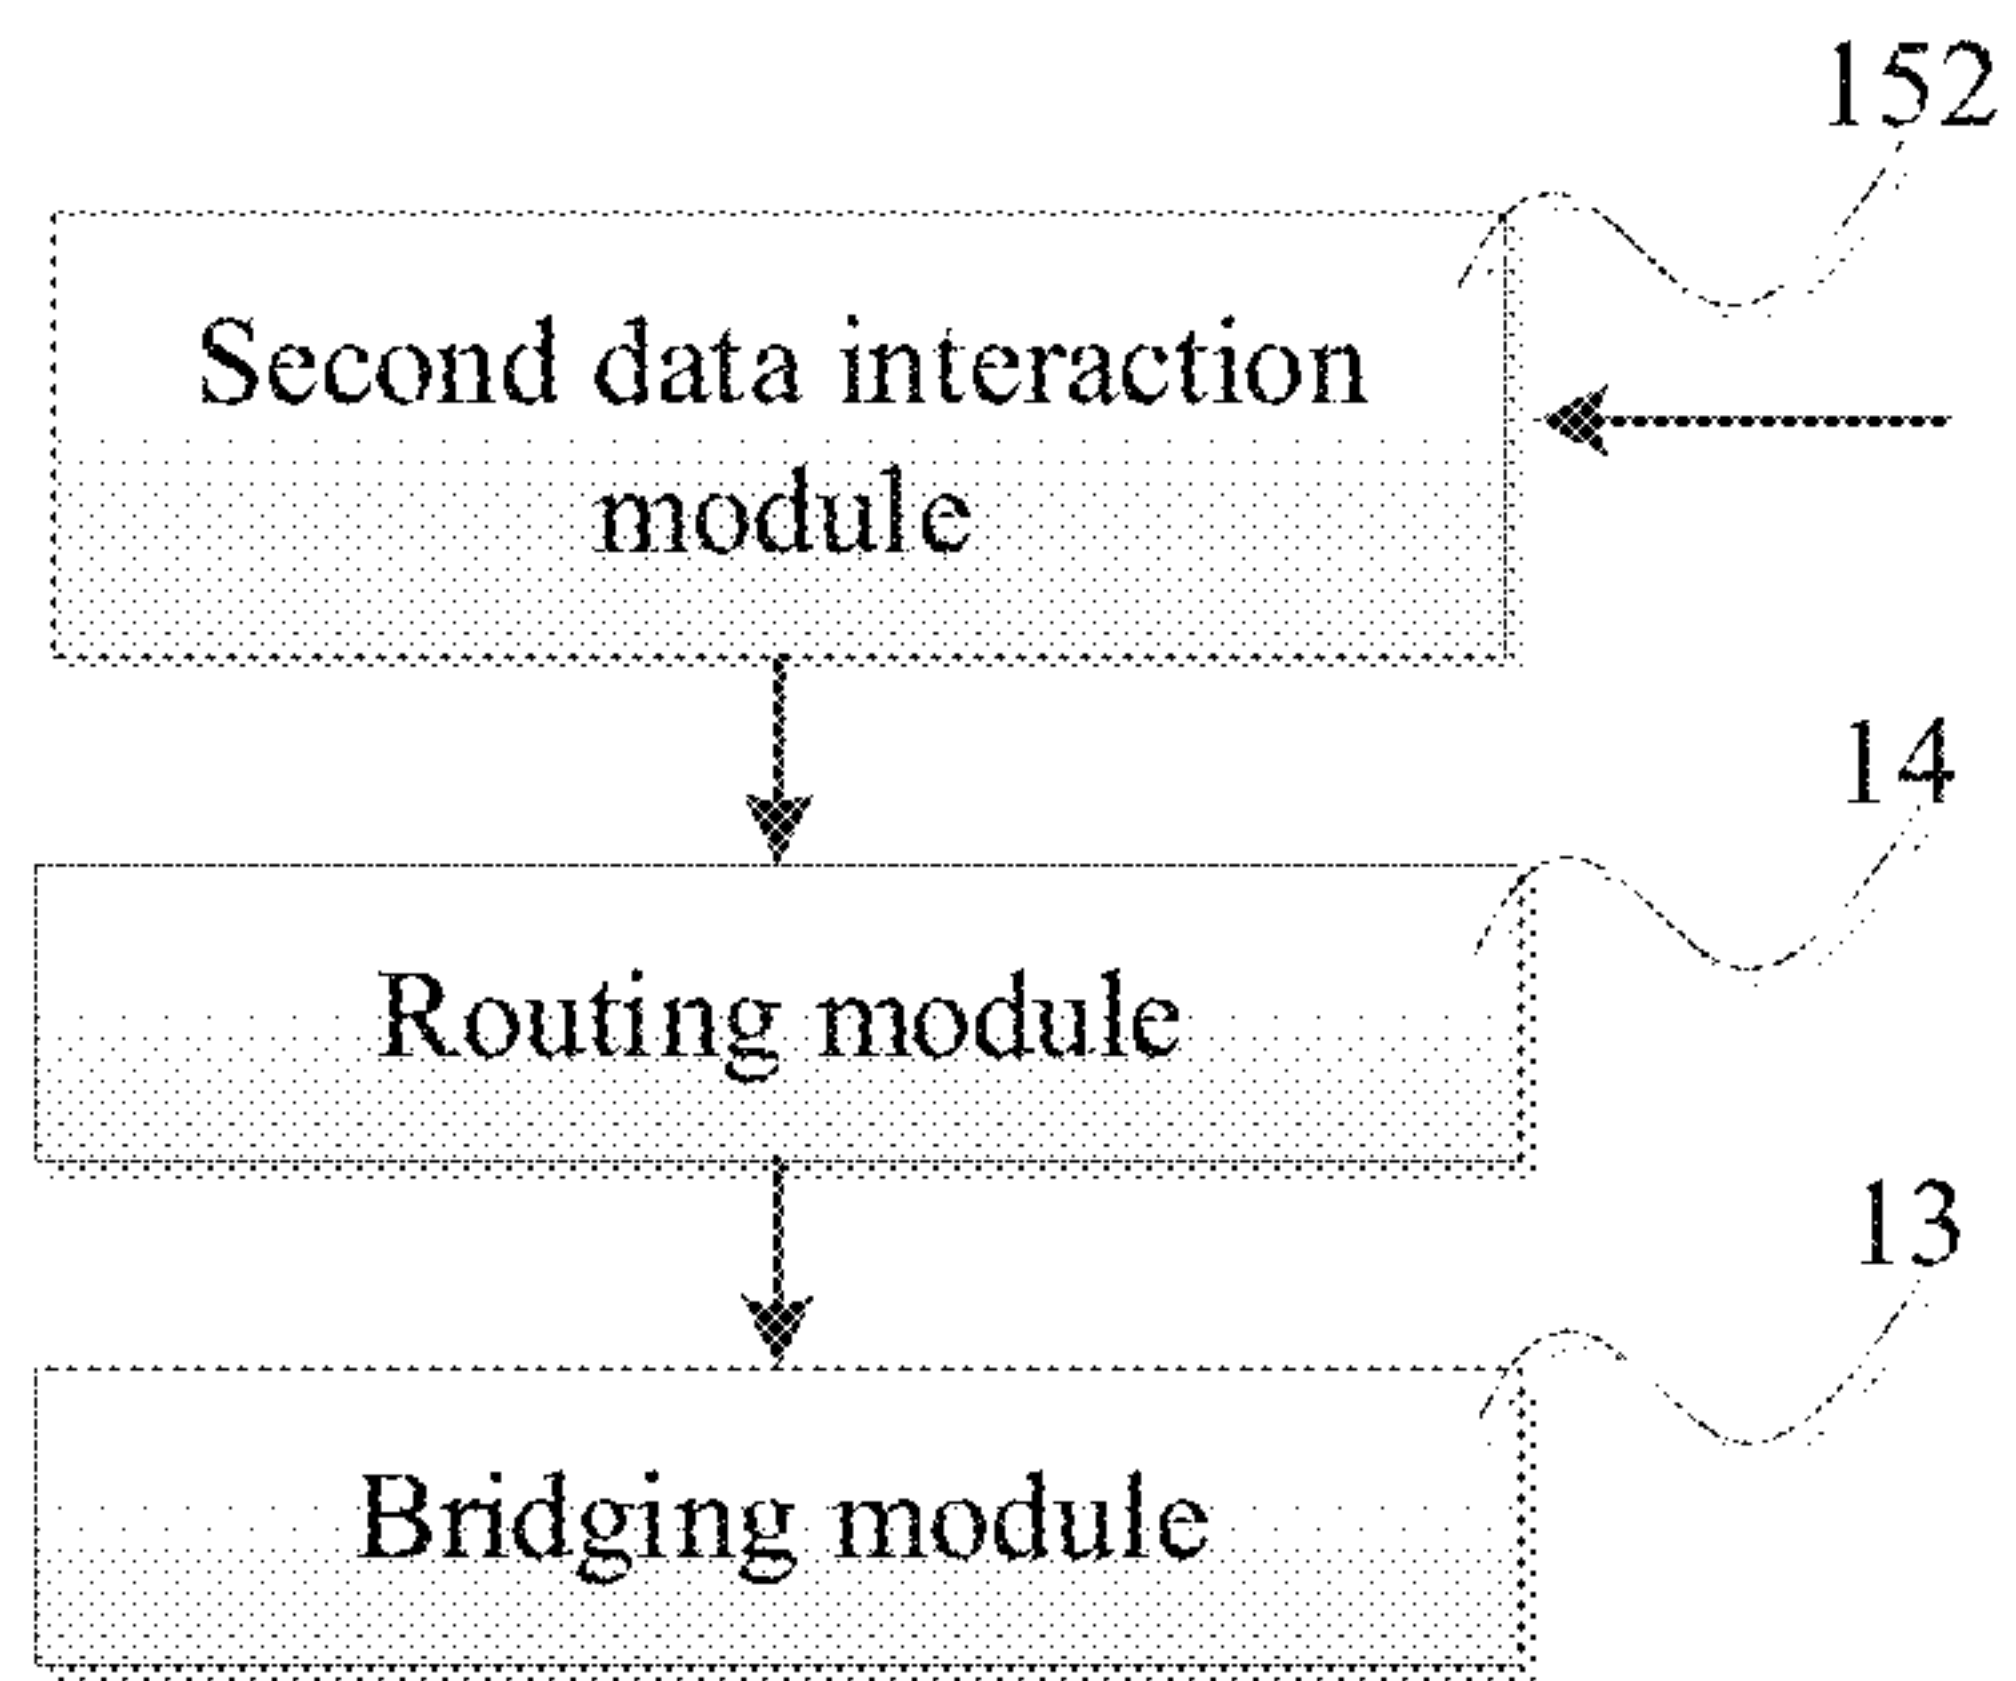 152
Second data interaction
module
14
Routing module
13
Bridging module